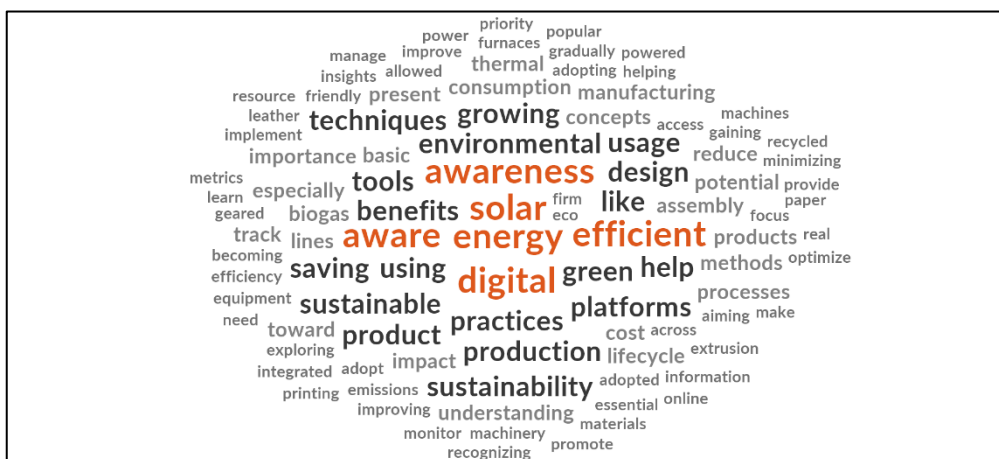 priority
power popular
furnaces
improve gradually powered
manage thermal
insights allowed adopting helping
consumption
resource friendly present manufacturing
leather techniques growing concepts access machines
implement gaining
environmental usage recycled
importance basic reduce minimizing
metrics tools awareness design potential provide
learn especially firm paper
geared biogas benefits solar eco like assembly focus
track lines aware energy efficient products real
becoming optimize
efficiency saving using green help methods
equipment digital processes
need sustainable platforms aiming make
toward product practices cost across
exploring extrusion
integrated adopt impact production lifecycle
printing emissions sustainability adopted information
improving understanding essential online
monitor machinery materials
recognizing promote